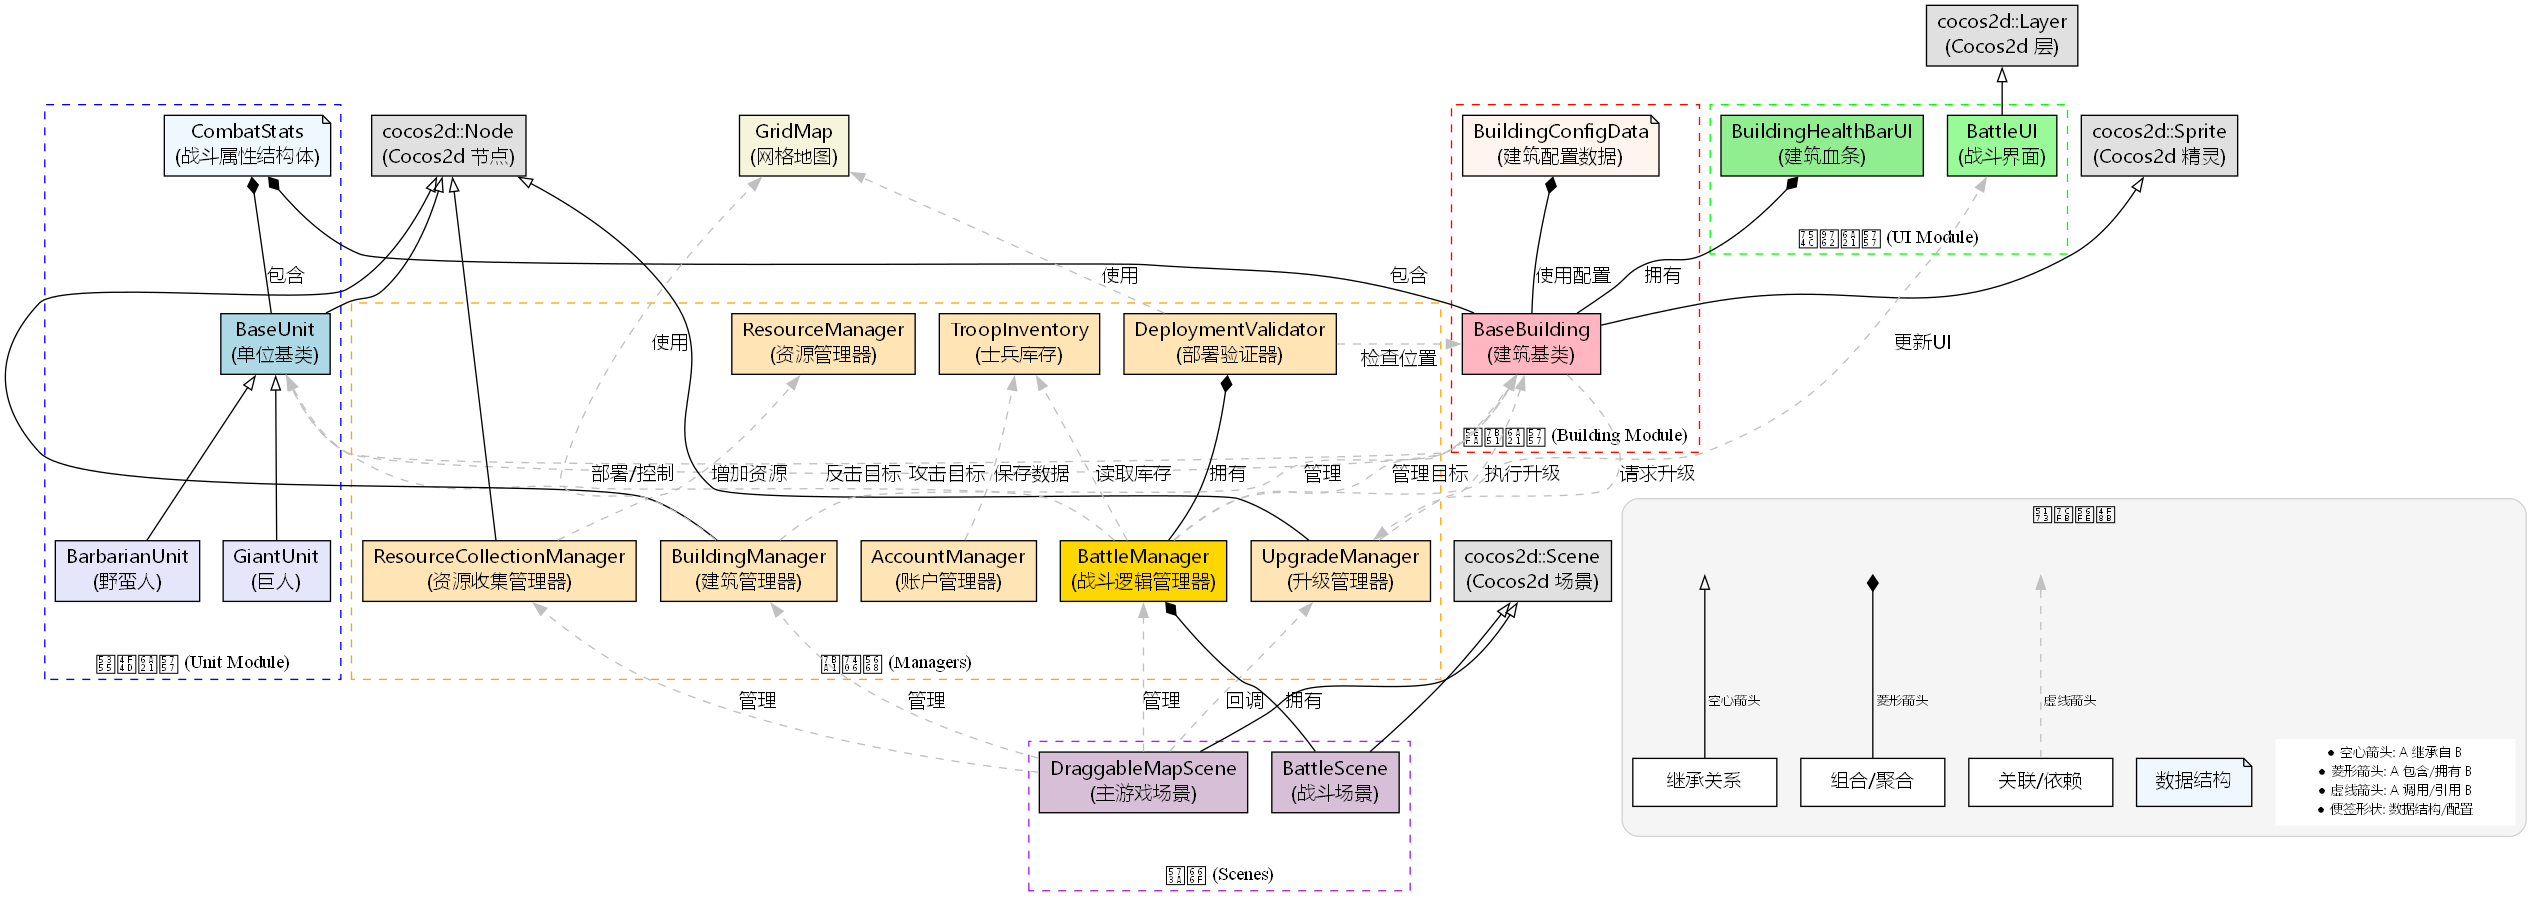 cocos2d::Layer
(Cocos2d 层)
CombatStats
(战斗属性结构体)
cocos2d::Node
(Cocos2d 节点)
GridMap
(网格地图)
BuildingConfigData
(建筑配置数据)
BuildingHealthBarUI
(建筑血条)
BattleUI
(战斗界面)
cocos2d::Sprite
(Cocos2d 精灵)
(UI Module)
包含
使用
包含
使用配置
拥有
BaseUnit
(单位基类)
使用
ResourceManager
(资源管理器)
TroopInventory
(士兵库存)
DeploymentValidator
(部署验证器)
检查位置
BaseBuilding
(建筑基类)
更新UI
(Building Module)
部署/控制
增加资源
反击目标
攻击目标
保存数据
读取库存
拥有
管理
管理目标
执行升级
请求升级
BarbarianUnit
(野蛮人)
GiantUnit
(巨人)
ResourceCollectionManager
(资源收集管理器)
BuildingManager
(建筑管理器)
AccountManager
(账户管理器)
BattleManager
(战斗逻辑管理器)
UpgradeManager
(升级管理器)
cocos2d::Scene
(Cocos2d 场景)
(Unit Module)
(Managers)
管理
管理
管理
回调
拥有
空心箭头
菱形箭头
虚线箭头
DraggableMapScene
(主游戏场景)
BattleScene
(战斗场景)
继承关系
组合/聚合
关联/依赖
数据结构
● 空心箭头: A 继承自 B
● 菱形箭头: A 包含/拥有 B
● 虚线箭头: A 调用/引用 B
● 便签形状: 数据结构/配置
(Scenes)